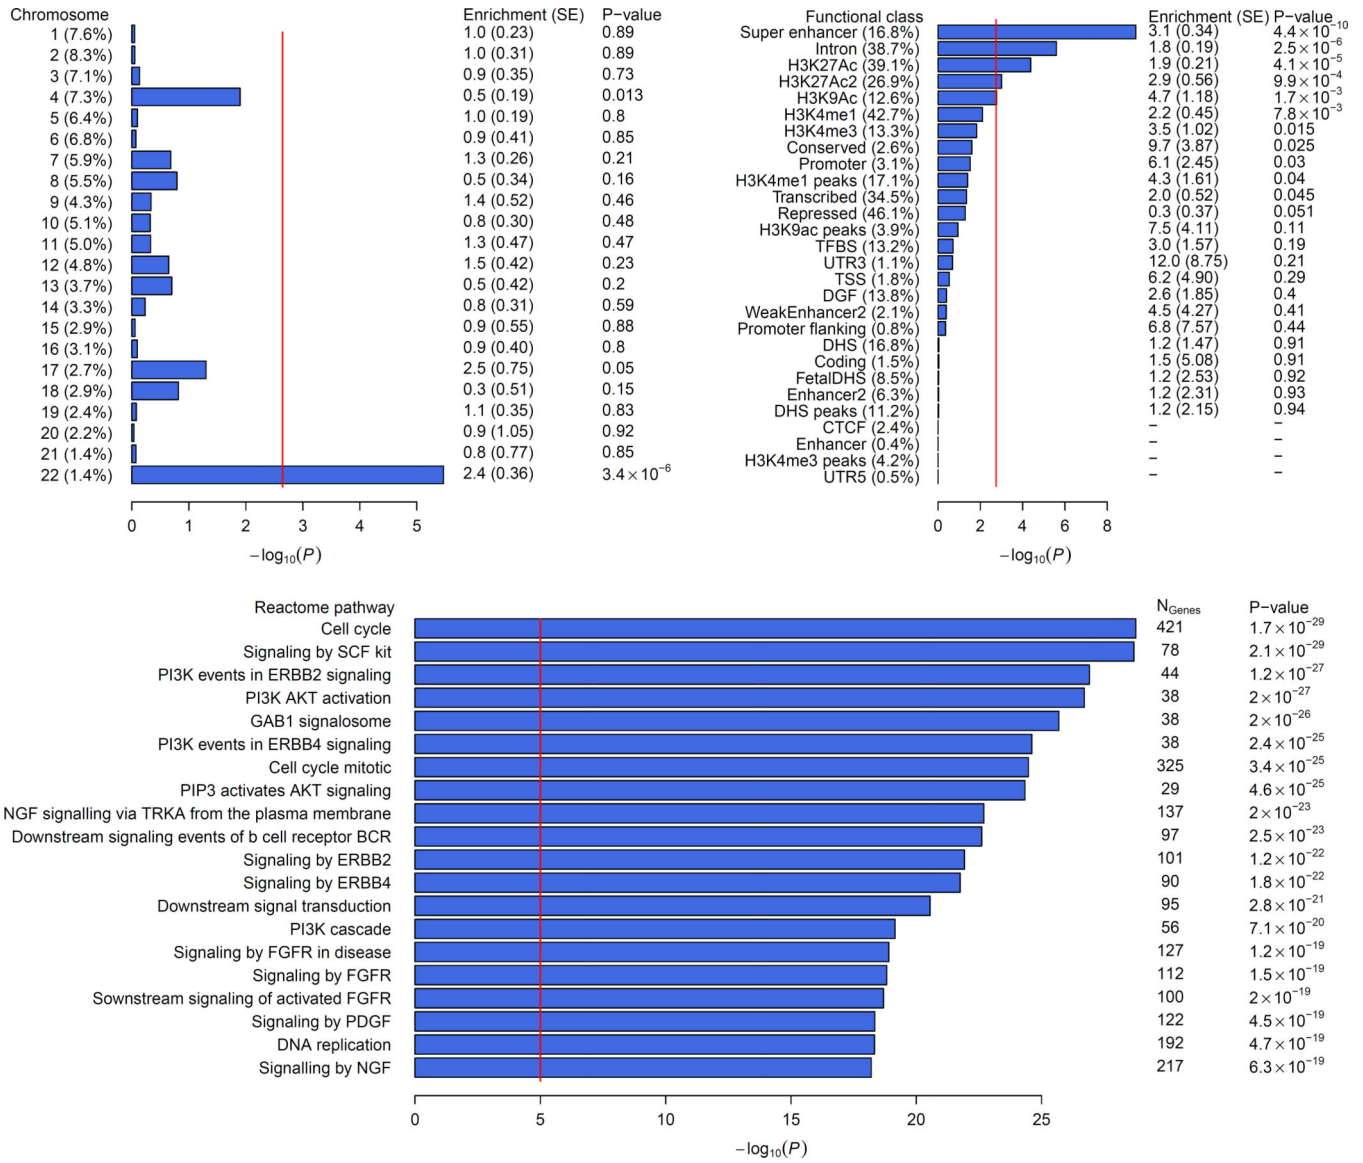 Chromosome Enrichment (SE) P−value
1 (7.6%) 1.0 (0.23) 0.89
2 (8.3%) 1.0 (0.31) 0.89
3 (7.1%) 0.9 (0.35) 0.73
4 (7.3%) 0.5 (0.19) 0.013
5 (6.4%) 1.0 (0.19) 0.8
6 (6.8%) 0.9 (0.41) 0.85
7 (5.9%) 1.3 (0.26) 0.21
8 (5.5%) 0.5 (0.34) 0.16
9 (4.3%) 1.4 (0.52) 0.46
10 (5.1%) 0.8 (0.30) 0.48
11 (5.0%) 1.3 (0.47) 0.47
12 (4.8%) 1.5 (0.42) 0.23
13 (3.7%) 0.5 (0.42) 0.2
14 (3.3%) 0.8 (0.31) 0.59
15 (2.9%) 0.9 (0.55) 0.88
16 (3.1%) 0.9 (0.40) 0.8
17 (2.7%) 2.5 (0.75) 0.05
18 (2.9%) 0.3 (0.51) 0.15
19 (2.4%) 1.1 (0.35) 0.83
20 (2.2%) 0.9 (1.05) 0.92
21 (1.4%) 0.8 (0.77) 0.85
22 (1.4%) 2.4 (0.36) 3.4 × 10⁻⁶
0 1 2 3 4 5
−log₁₀(P)
Functional class Enrichment (SE) P−value
Super enhancer (16.8%) 3.1 (0.34) 4.4 × 10⁻¹⁰
Intron (38.7%) 1.8 (0.19) 2.5 × 10⁻⁶
H3K27Ac (39.1%) 1.9 (0.21) 4.1 × 10⁻⁵
H3K27Ac2 (26.9%) 2.9 (0.56) 9.9 × 10⁻⁴
H3K9Ac (12.6%) 4.7 (1.18) 1.7 × 10⁻³
H3K4me1 (42.7%) 2.2 (0.45) 7.8 × 10⁻³
H3K4me3 (13.3%) 3.5 (1.02) 0.015
Conserved (2.6%) 9.7 (3.87) 0.025
Promoter (3.1%) 6.1 (2.45) 0.03
H3K4me1 peaks (17.1%) 4.3 (1.61) 0.04
Transcribed (34.5%) 2.0 (0.52) 0.045
Repressed (46.1%) 0.3 (0.37) 0.051
H3K9ac peaks (3.9%) 7.5 (4.11) 0.11
TFBS (13.2%) 3.0 (1.57) 0.19
UTR3 (1.1%) 12.0 (8.75) 0.21
TSS (1.8%) 6.2 (4.90) 0.29
DGF (13.8%) 2.6 (1.85) 0.4
WeakEnhancer2 (2.1%) 4.5 (4.27) 0.41
Promoter flanking (0.8%) 6.8 (7.57) 0.44
DHS (16.8%) 1.2 (1.47) 0.91
Coding (1.5%) 1.5 (5.08) 0.91
FetalDHS (8.5%) 1.2 (2.53) 0.92
Enhancer2 (6.3%) 1.2 (2.31) 0.93
DHS peaks (11.2%) 1.2 (2.15) 0.94
CTCF (2.4%) − −
Enhancer (0.4%) − −
H3K4me3 peaks (4.2%) − −
UTR5 (0.5%) − −
0 2 4 6 8
−log₁₀(P)
Reactome pathway N_Genes P−value
Cell cycle 421 1.7 × 10⁻²⁹
Signaling by SCF kit 78 2.1 × 10⁻²⁹
PI3K events in ERBB2 signaling 44 1.2 × 10⁻²⁷
PI3K AKT activation 38 2 × 10⁻²⁷
GAB1 signalosome 38 2 × 10⁻²⁶
PI3K events in ERBB4 signaling 38 2.4 × 10⁻²⁵
Cell cycle mitotic 325 3.4 × 10⁻²⁵
PIP3 activates AKT signaling 29 4.6 × 10⁻²⁵
NGF signalling via TRKA from the plasma membrane 137 2 × 10⁻²³
Downstream signaling events of b cell receptor BCR 97 2.5 × 10⁻²³
Signaling by ERBB2 101 1.2 × 10⁻²²
Signaling by ERBB4 90 1.8 × 10⁻²²
Downstream signal transduction 95 2.8 × 10⁻²¹
PI3K cascade 56 7.1 × 10⁻²⁰
Signaling by FGFR in disease 127 1.2 × 10⁻¹⁹
Signaling by FGFR 112 1.5 × 10⁻¹⁹
Sownstream signaling of activated FGFR 100 2 × 10⁻¹⁹
Signaling by PDGF 122 4.5 × 10⁻¹⁹
DNA replication 192 4.7 × 10⁻¹⁹
Signalling by NGF 217 6.3 × 10⁻¹⁹
0 5 10 15 20 25
−log₁₀(P)